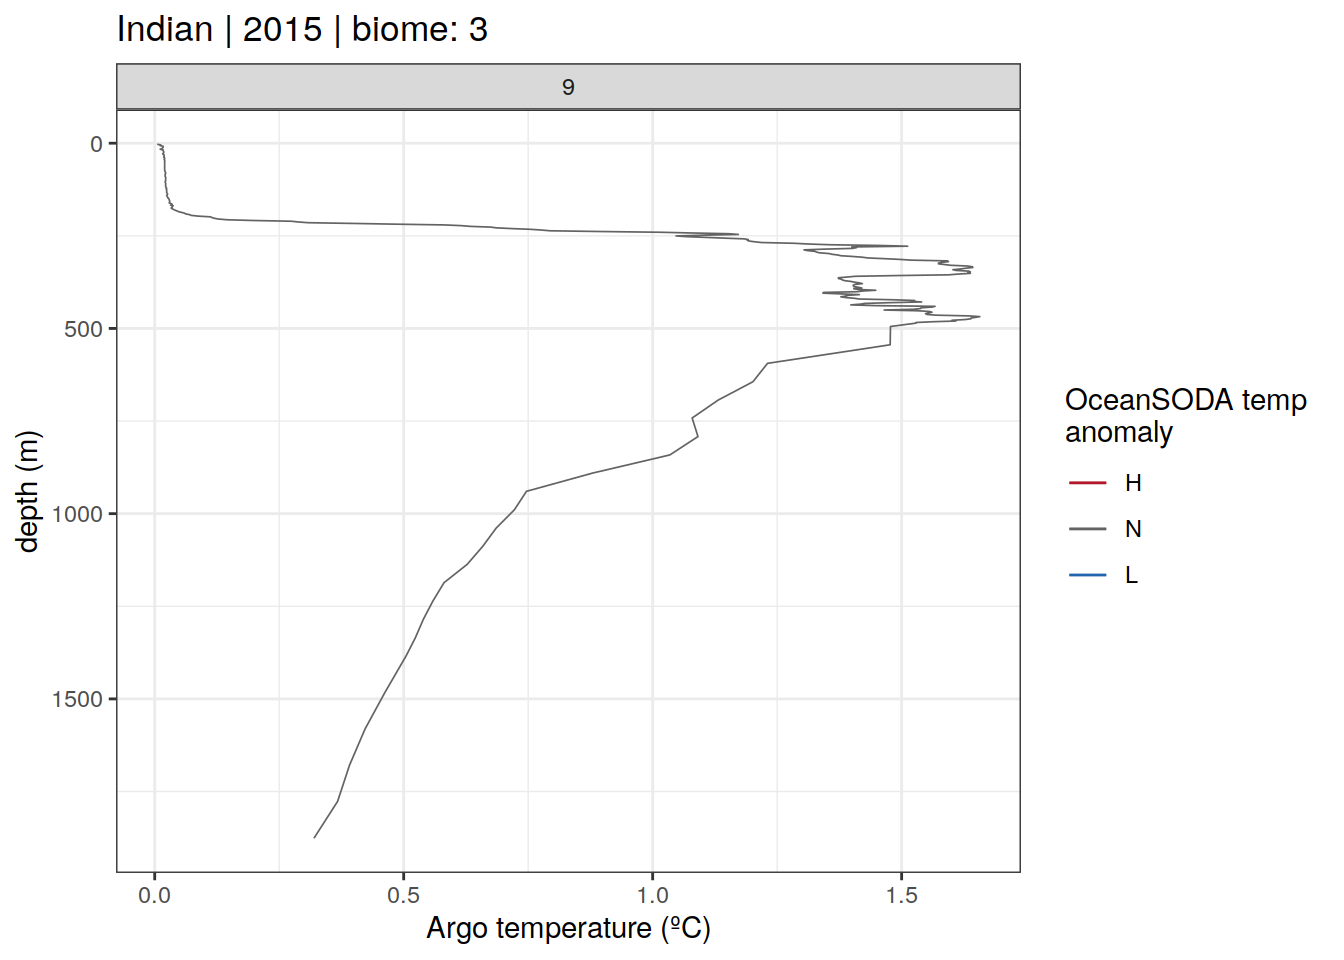 Indian | 2015 | biome: 3
9
0
500
1000
1500
depth (m)
0.0
0.5
1.0
1.5
Argo temperature (ºC)
OceanSODA temp
anomaly
H
N
L